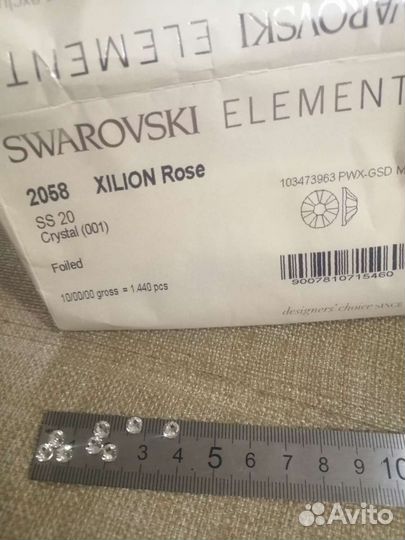 SWAROVSKI ELEMENT
SWAROVSKI ELEMENT
2058 XILION Rose
103473963 PWX-GSD M
SS 20
Crystal (001)
Foiled
9007810715460
10/00/00 gross = 1.440 pcs
designers' choice SINCE
3 4 5 6 7 8 9 10
Avito